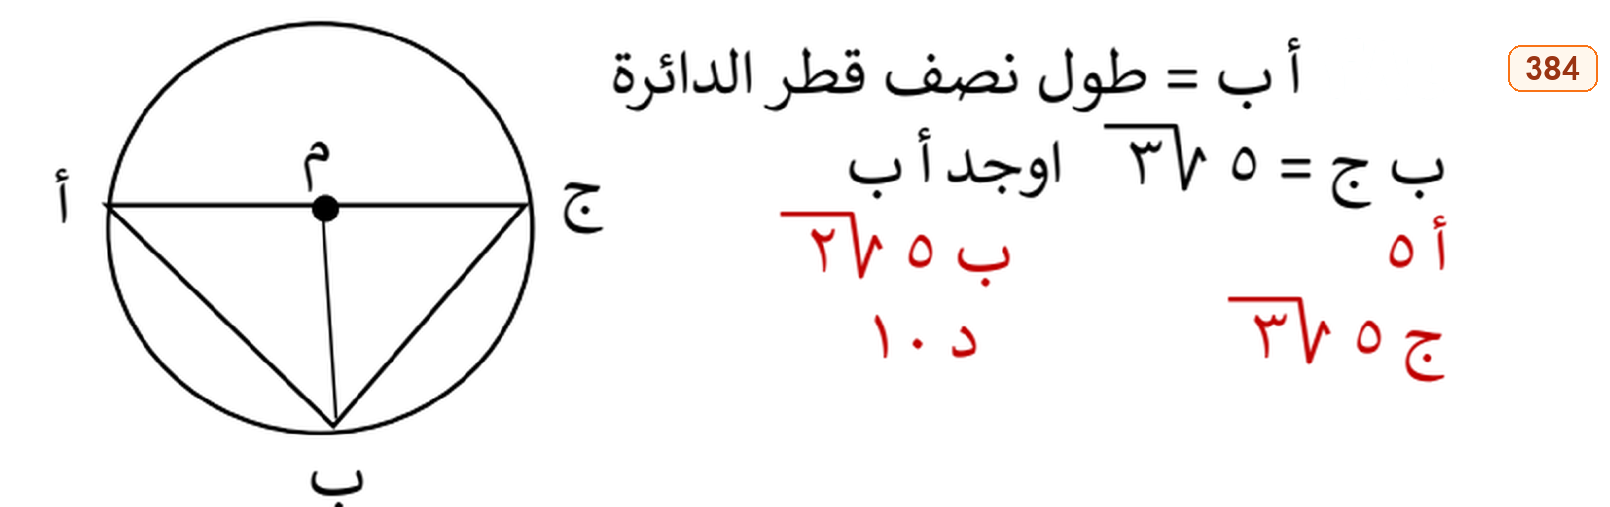 384
أ ب = طول نصف قطر الدائرة
ب ج = ٥ √٣ اوجد أ ب
أ ٥ ب ٥ √٢
ج ٥ √٣ د ١٠
م
أ
ج
ب